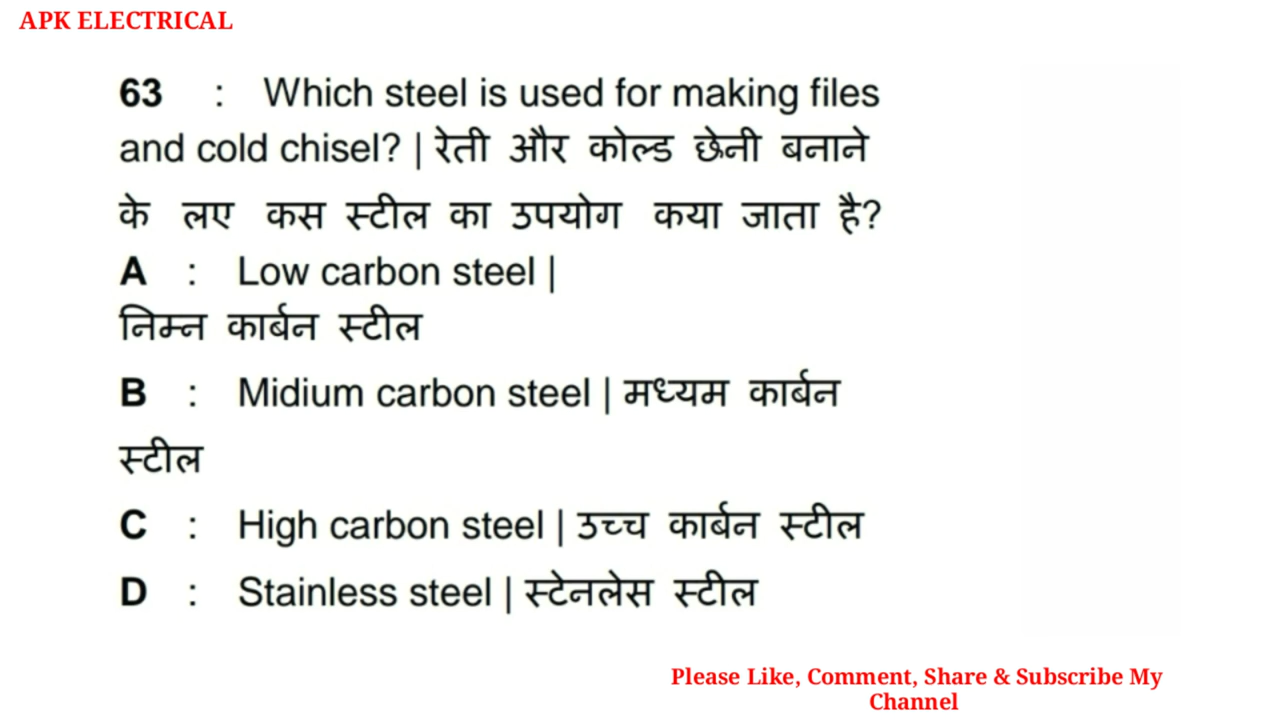 APK ELECTRICAL
63 : Which steel is used for making files
and cold chisel? | रेती और कोल्ड छेनी बनाने
के लए कस स्टील का उपयोग कया जाता है?
A : Low carbon steel |
निम्न कार्बन स्टील
B : Midium carbon steel | मध्यम कार्बन
स्टील
C : High carbon steel | उच्च कार्बन स्टील
D : Stainless steel | स्टेनलेस स्टील
Please Like, Comment, Share & Subscribe My
Channel